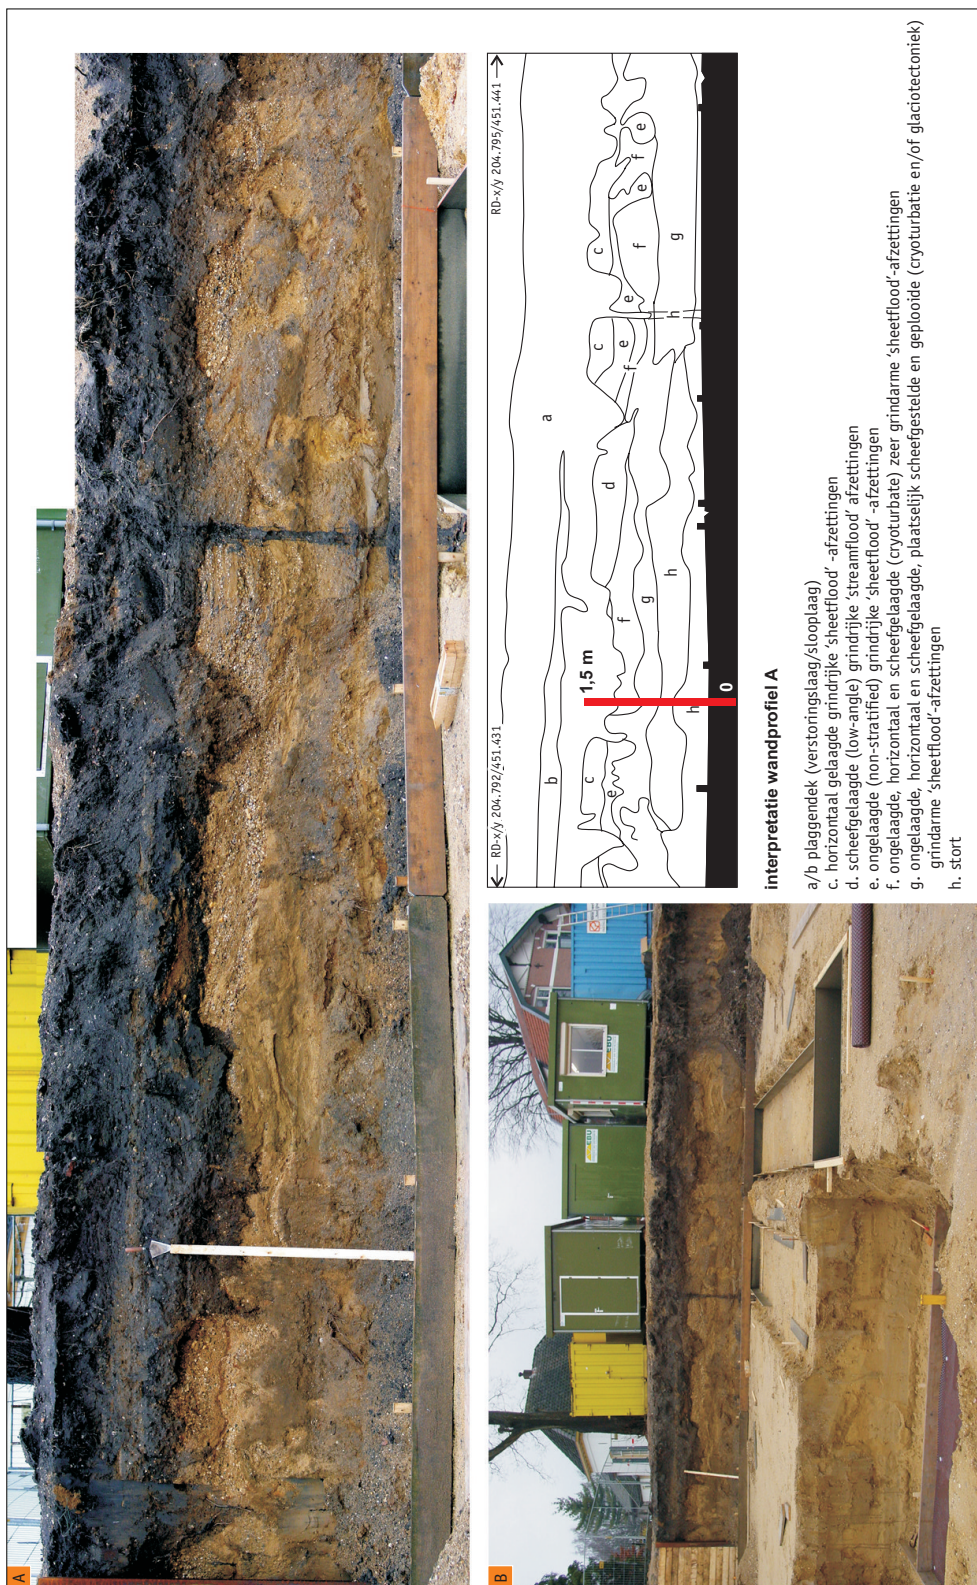 A
B
RD-x/y 204.792/451.431
RD-x/y 204.795/451.441
a
b
c
c
c
d
e
e
e
e
e
f
f
f
f
g
g
h
h
h
1,5 m
0
interpretatie wandprofiel A
a/b plaggendek (verstoringslaag/slooplaag)
c. horizontaal gelaagde grindrijke ‘sheetflood’ -afzettingen
d. scheefgelaagde (low-angle) grindrijke ‘streamflood’ afzettingen
e. ongelaagde (non-stratified) grindrijke ‘sheetflood’ -afzettingen
f. ongelaagde, horizontaal en scheefgelaagde (cryoturbate) zeer grindarme ‘sheetflood’-afzettingen
g. ongelaagde, horizontaal en scheefgelaagde, plaatselijk scheefgestelde en geplooide (cryoturbatie en/of glaciotectoniek)
grindarme ‘sheetflood’-afzettingen
h. stort
EBU
EBU